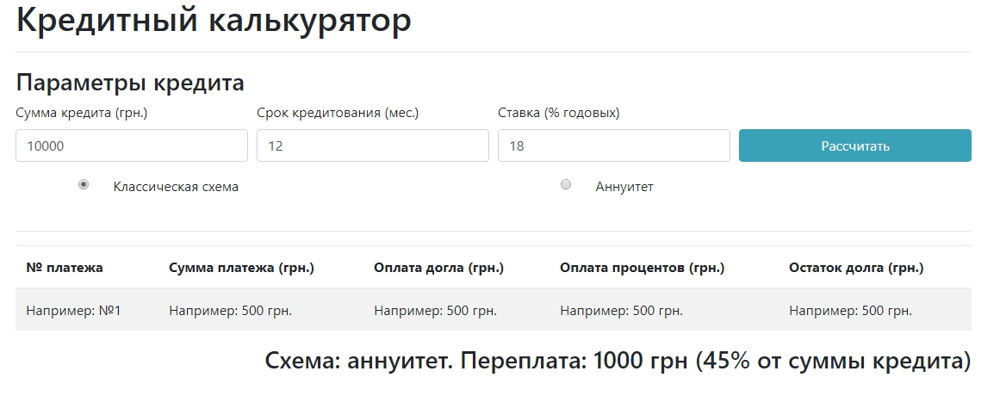 Кредитный калькурятор
Параметры кредита
Сумма кредита (грн.) Срок кредитования (мес.) Ставка (% годовых)
10000 12 18 Рассчитать
Классическая схема Аннуитет
№ платежа Сумма платежа (грн.) Оплата догла (грн.) Оплата процентов (грн.) Остаток долга (грн.)
Например: №1 Например: 500 грн. Например: 500 грн. Например: 500 грн. Например: 500 грн.
Схема: аннуитет. Переплата: 1000 грн (45% от суммы кредита)